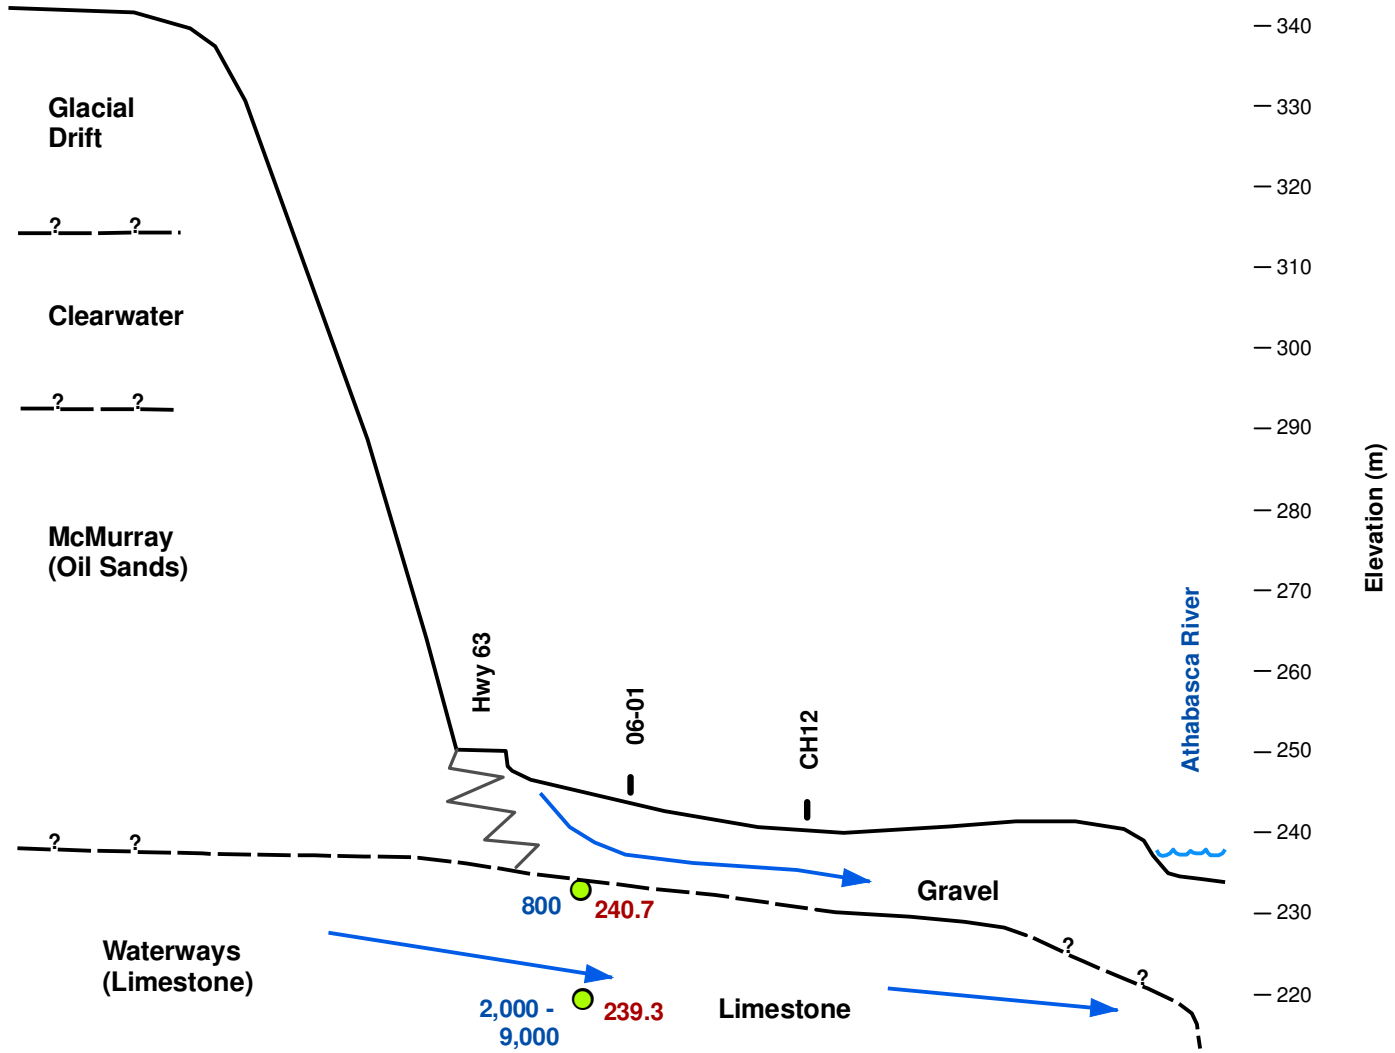 340
Glacial
Drift
330
320
? ?
310
Clearwater
300
? ?
290
Elevation (m)
McMurray
(Oil Sands)
280
270
Athabasca River
Hwy 63
260
06-01
CH12
250
? ?
240
Gravel
800 240.7
230
Waterways
(Limestone)
?
?
220
2,000 -
9,000
239.3
Limestone